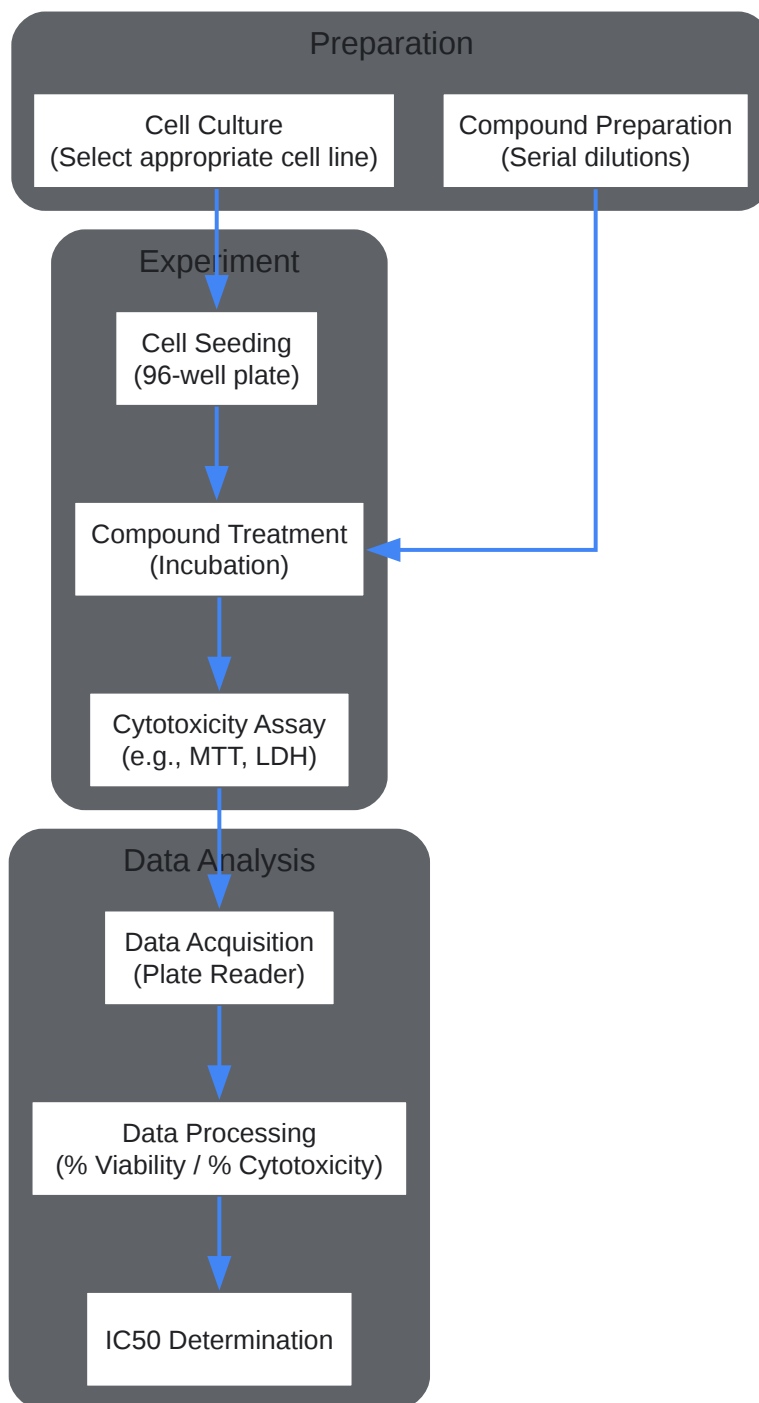 Preparation
Cell Culture
(Select appropriate cell line)
Compound Preparation
(Serial dilutions)
Experiment
Cell Seeding
(96-well plate)
Compound Treatment
(Incubation)
Cytotoxicity Assay
(e.g., MTT, LDH)
Data Analysis
Data Acquisition
(Plate Reader)
Data Processing
(% Viability / % Cytotoxicity)
IC50 Determination